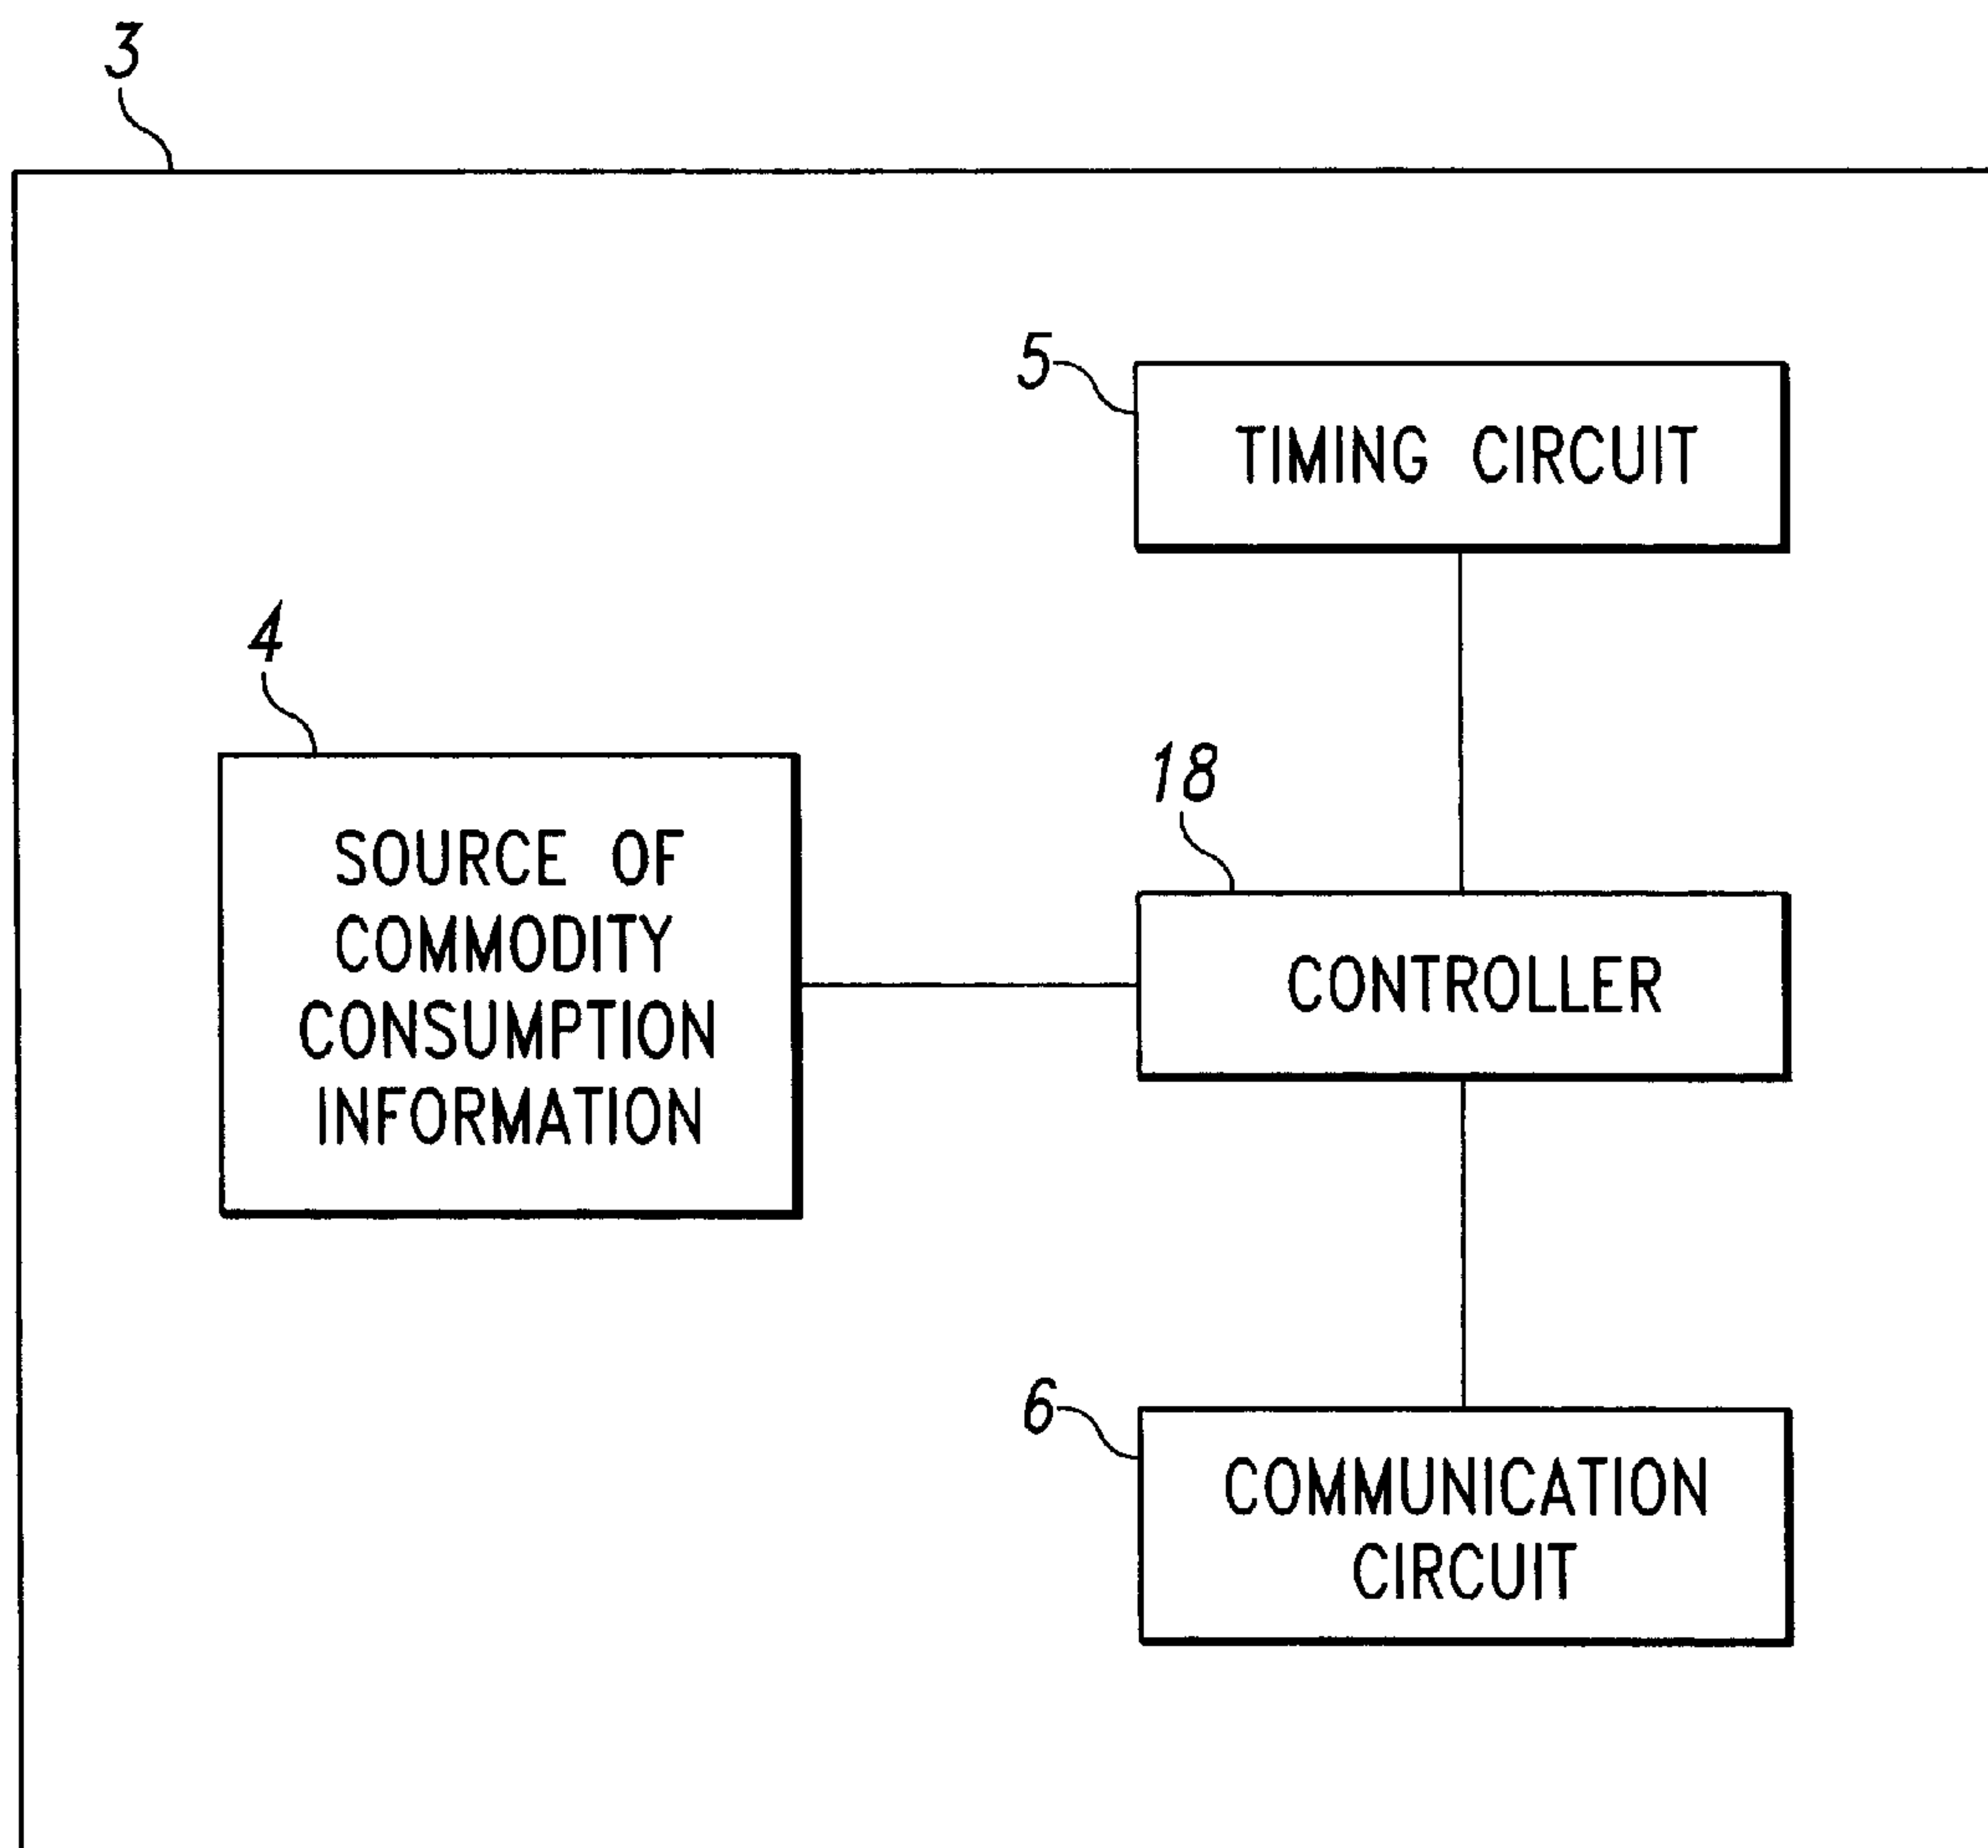 3
5
TIMING CIRCUIT
4
18
SOURCE OF
COMMODITY
CONSUMPTION
INFORMATION
CONTROLLER
6
COMMUNICATION
CIRCUIT